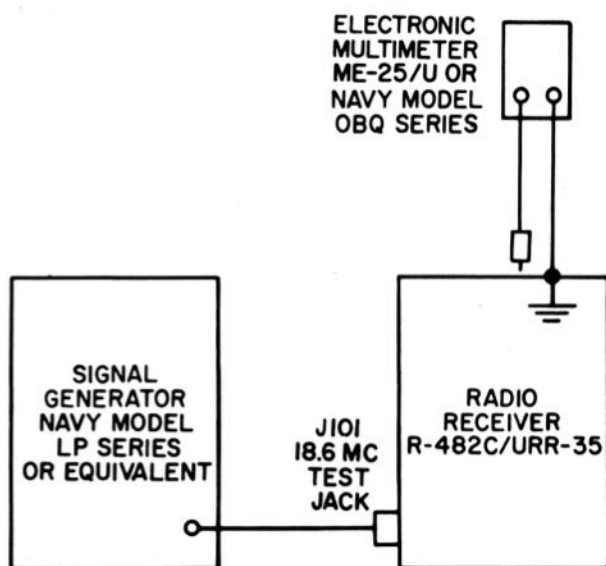 ELECTRONIC
MULTIMETER
ME-25/U OR
NAVY MODEL
OBQ SERIES
SIGNAL
GENERATOR
NAVY MODEL
LP SERIES
OR EQUIVALENT
J101
18.6 MC
TEST
JACK
RADIO
RECEIVER
R-482C/URR-35